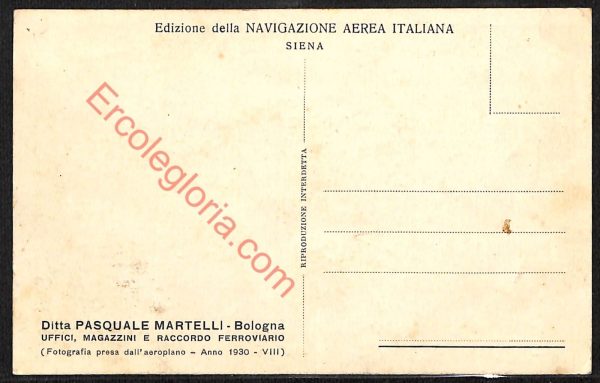 Edizione della NAVIGAZIONE AEREA ITALIANA
SIENA
Ercolegloria.com
RIPRODUZIONE INTERDETTA
Ditta PASQUALE MARTELLI - Bologna
UFFICI, MAGAZZINI E RACCORDO FERROVIARIO
(Fotografia presa dall'aeroplano - Anno 1930 - VIII)